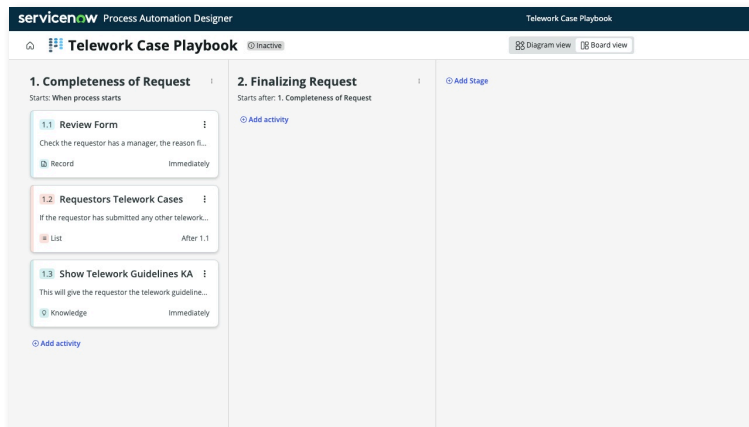 servicenow Process Automation Designer
Telework Case Playbook
Telework Case Playbook
Inactive
Diagram view
Board view
1. Completeness of Request
Starts: When process starts
1.1 Review Form
Check the requestor has a manager, the reason fi...
Record
Immediately
1.2 Requestors Telework Cases
If the requestor has submitted any other telework...
List
After 1.1
1.3 Show Telework Guidelines KA
This will give the requestor the telework guideline...
Knowledge
Immediately
Add activity
2. Finalizing Request
Starts after: 1. Completeness of Request
Add activity
Add Stage